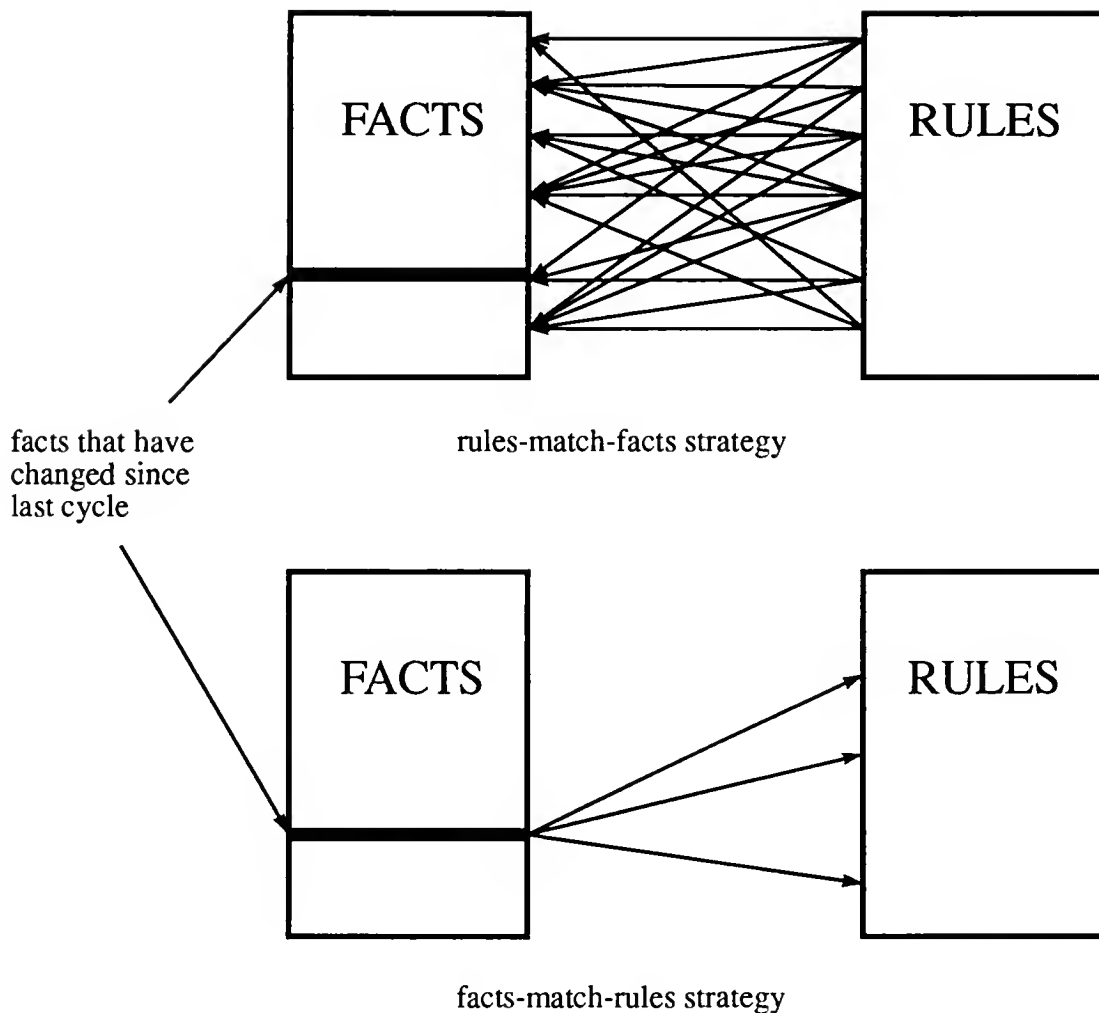 FACTS
RULES
rules-match-facts strategy
facts that have
changed since
last cycle
FACTS
RULES
facts-match-rules strategy